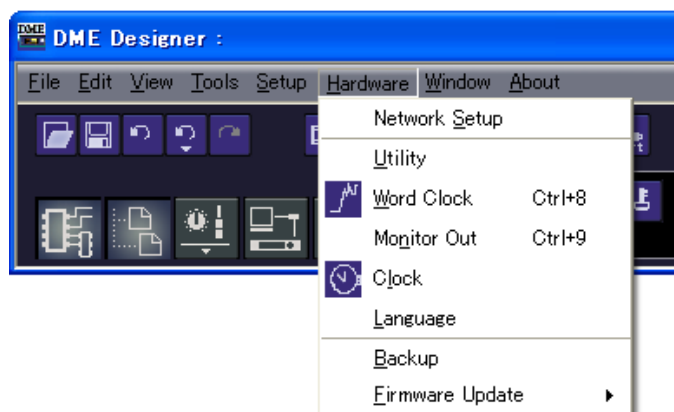 DME DME Designer :
File Edit View Tools Setup Hardware Window About
Network Setup
Utility
Word Clock Ctrl+8
Monitor Out Ctrl+9
Clock
Language
Backup
Firmware Update